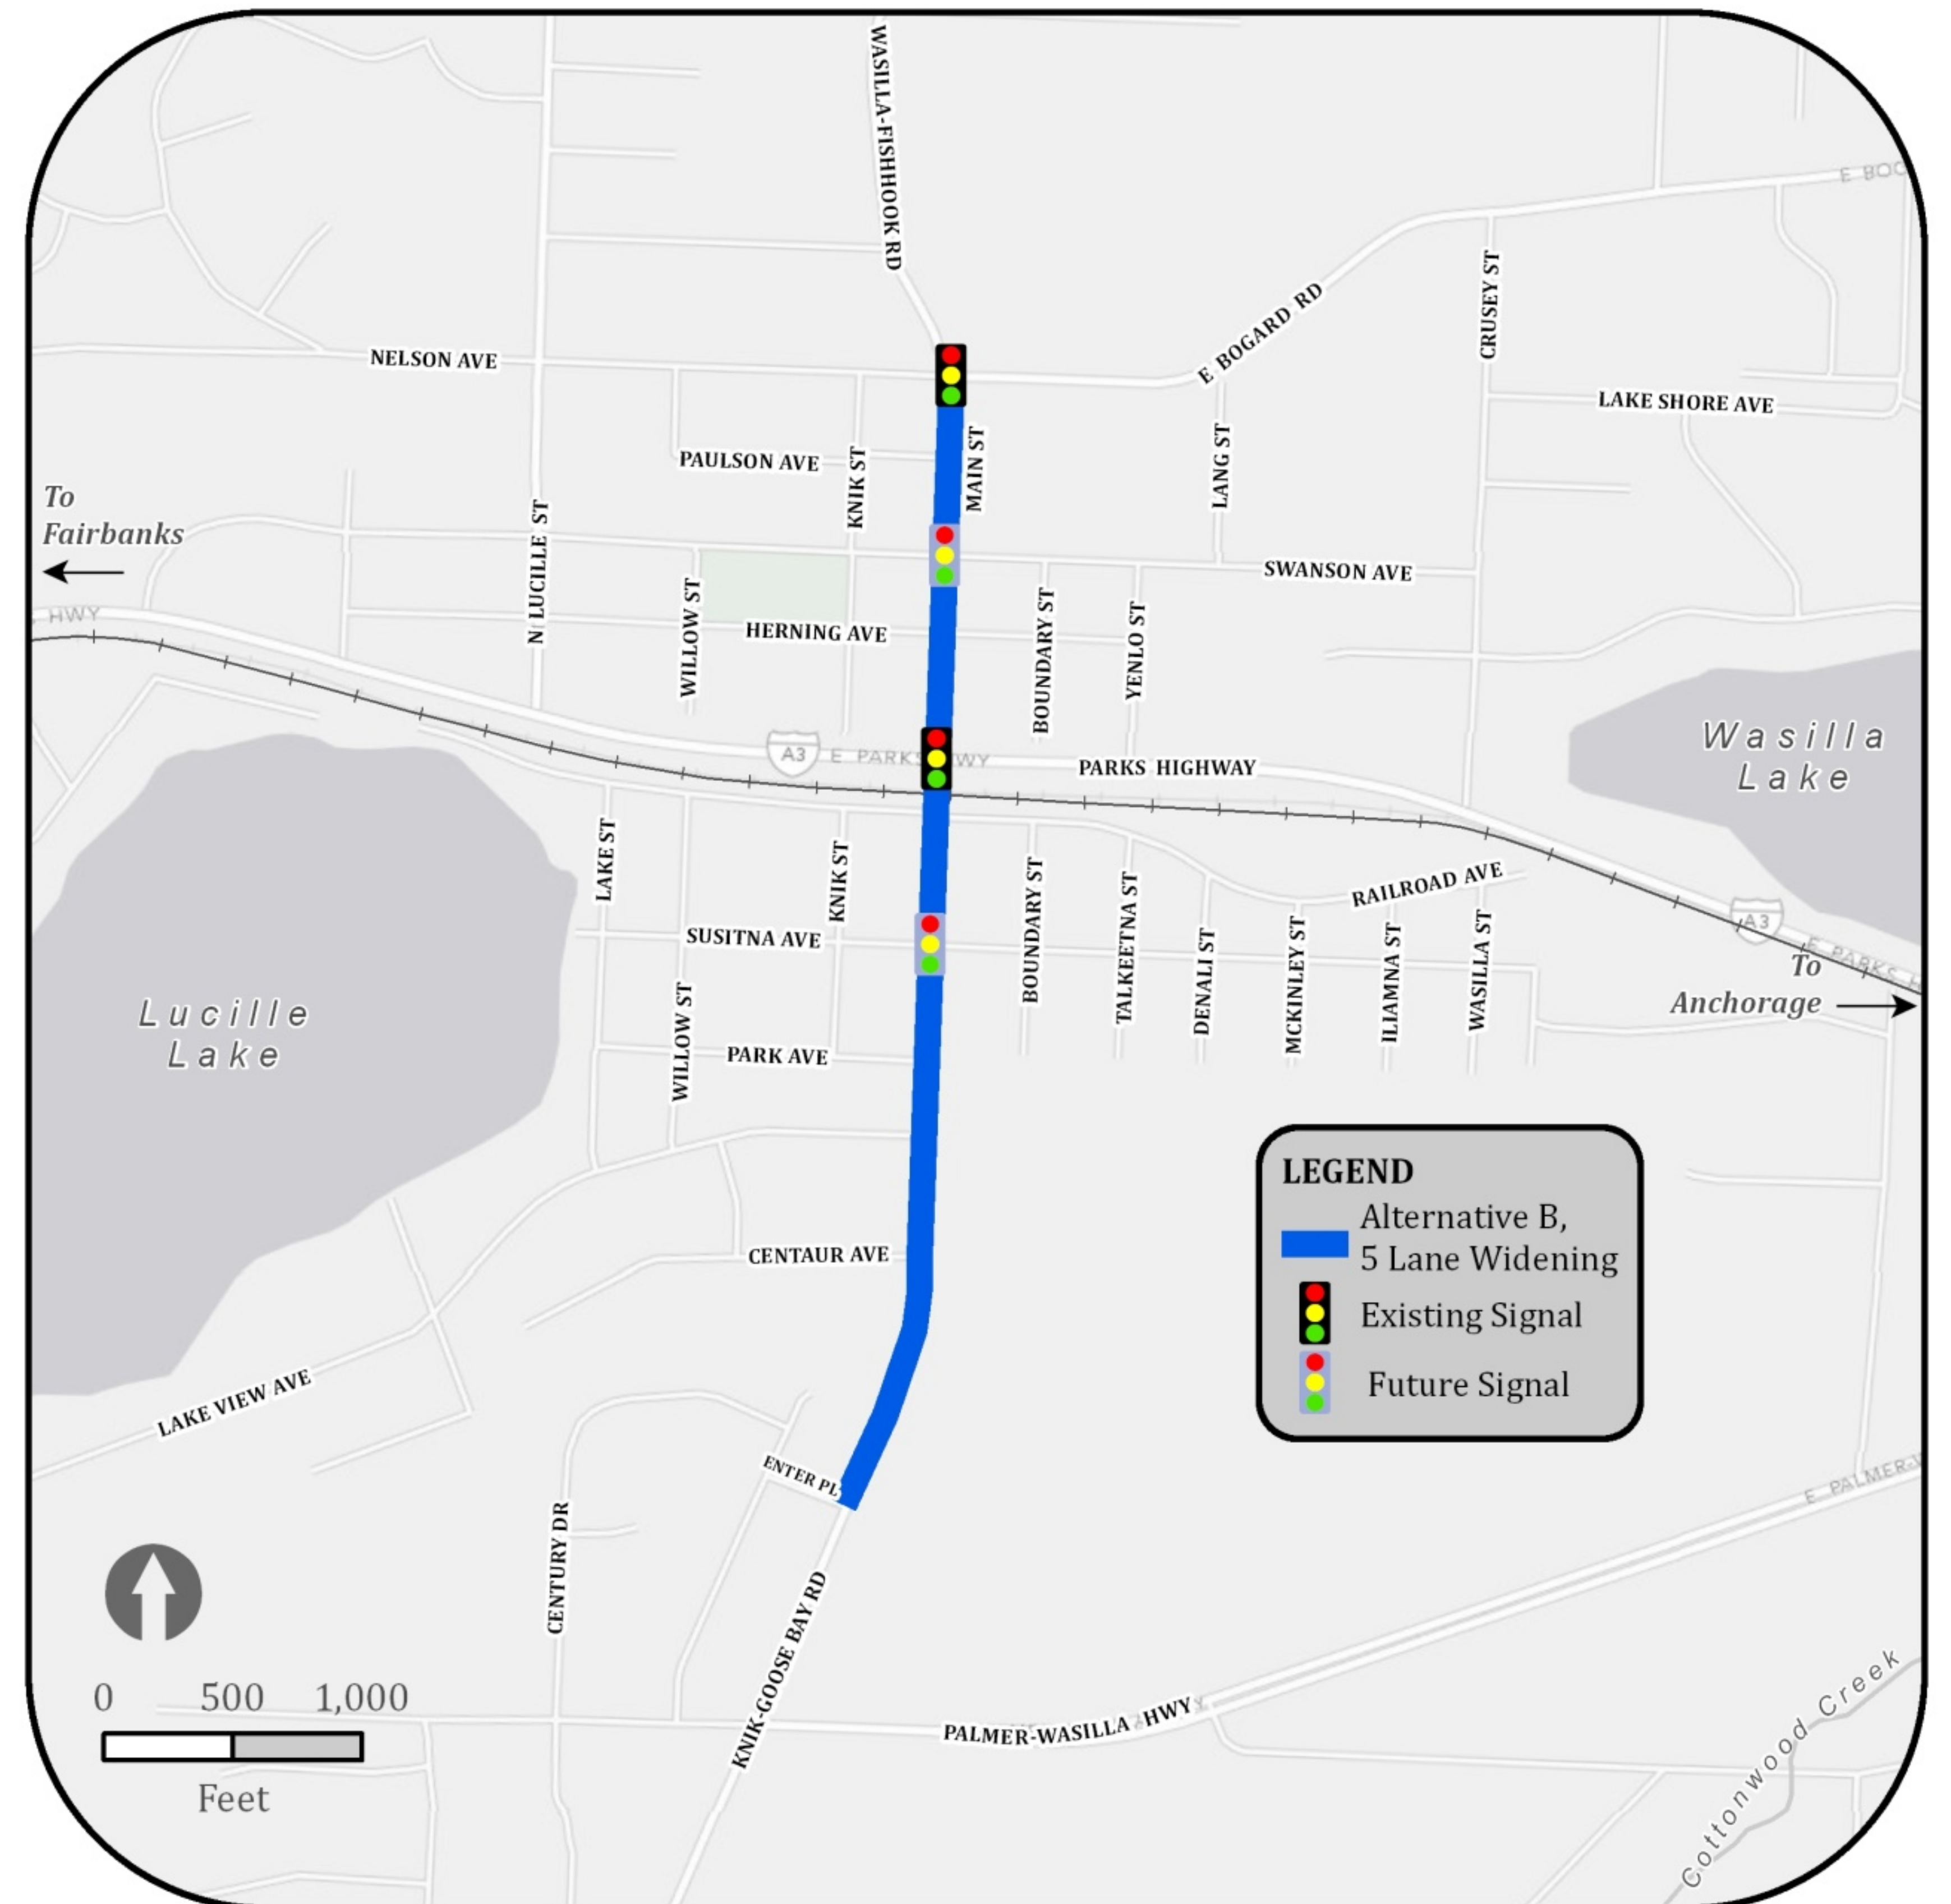 WASILLA-FISHHOOK RD
E BOG
CRUSEY ST
E BOGARD RD
NELSON AVE
LAKE SHORE AVE
PAULSON AVE
KNIK ST
MAIN ST
LANG ST
To
Fairbanks
N LUCILLE ST
SWANSON AVE
HWY
WILLOW ST
HERNING AVE
BOUNDARY ST
YENLO ST
Wasilla
Lake
A3
E PARKS HWY
PARKS HIGHWAY
LAKE ST
KNIK ST
BOUNDARY ST
TALKEETNA ST
RAILROAD AVE
A3
E PARKS H
SUSITNA AVE
DENALI ST
MCKINLEY ST
ILIAMNA ST
WASILLA ST
To
Anchorage
Lucille
Lake
WILLOW ST
PARK AVE
CENTAUR AVE
LEGEND
Alternative B,
5 Lane Widening
Existing Signal
Future Signal
LAKE VIEW AVE
ENTER PL
CENTURY DR
E PALMER-
KNIK-GOOSE BAY RD
PALMER-WASILLA HWY
Cottonwood Creek
0 500 1,000
Feet